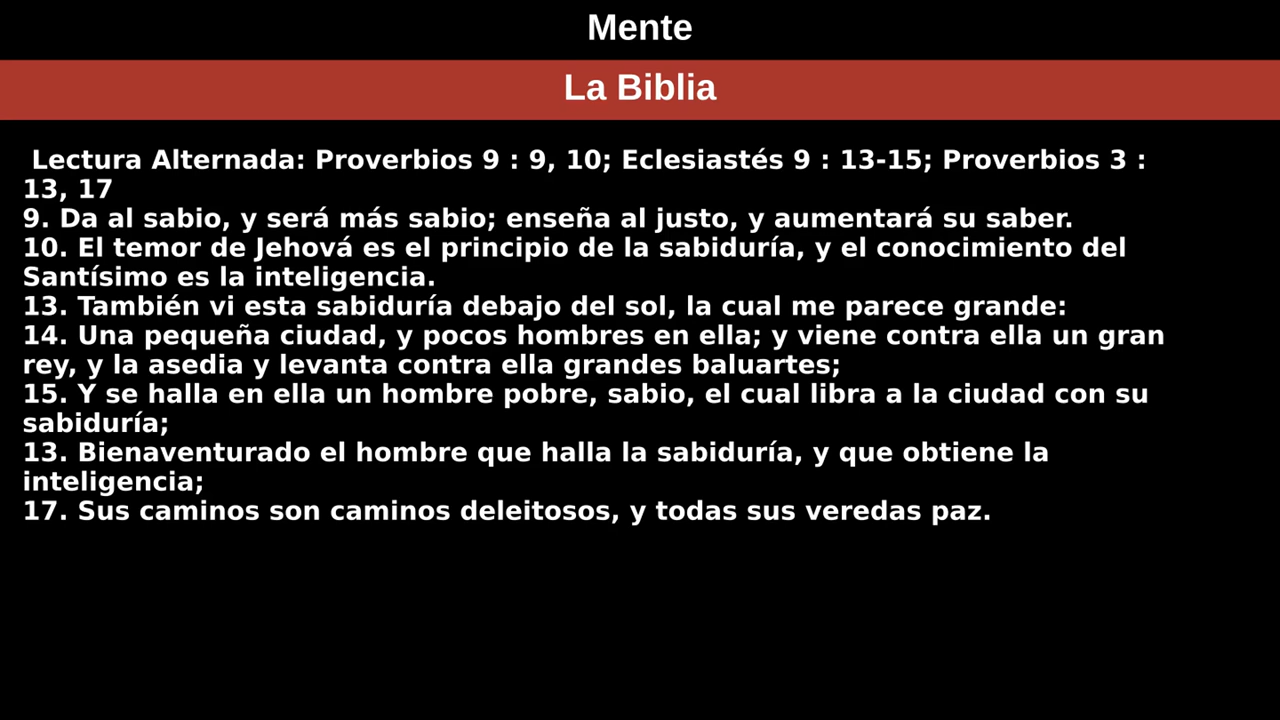 Mente
La Biblia
Lectura Alternada: Proverbios 9 : 9, 10; Eclesiastés 9 : 13-15; Proverbios 3 :
13, 17
9. Da al sabio, y será más sabio; enseña al justo, y aumentará su saber.
10. El temor de Jehová es el principio de la sabiduría, y el conocimiento del
Santísimo es la inteligencia.
13. También vi esta sabiduría debajo del sol, la cual me parece grande:
14. Una pequeña ciudad, y pocos hombres en ella; y viene contra ella un gran
rey, y la asedia y levanta contra ella grandes baluartes;
15. Y se halla en ella un hombre pobre, sabio, el cual libra a la ciudad con su
sabiduría;
13. Bienaventurado el hombre que halla la sabiduría, y que obtiene la
inteligencia;
17. Sus caminos son caminos deleitosos, y todas sus veredas paz.